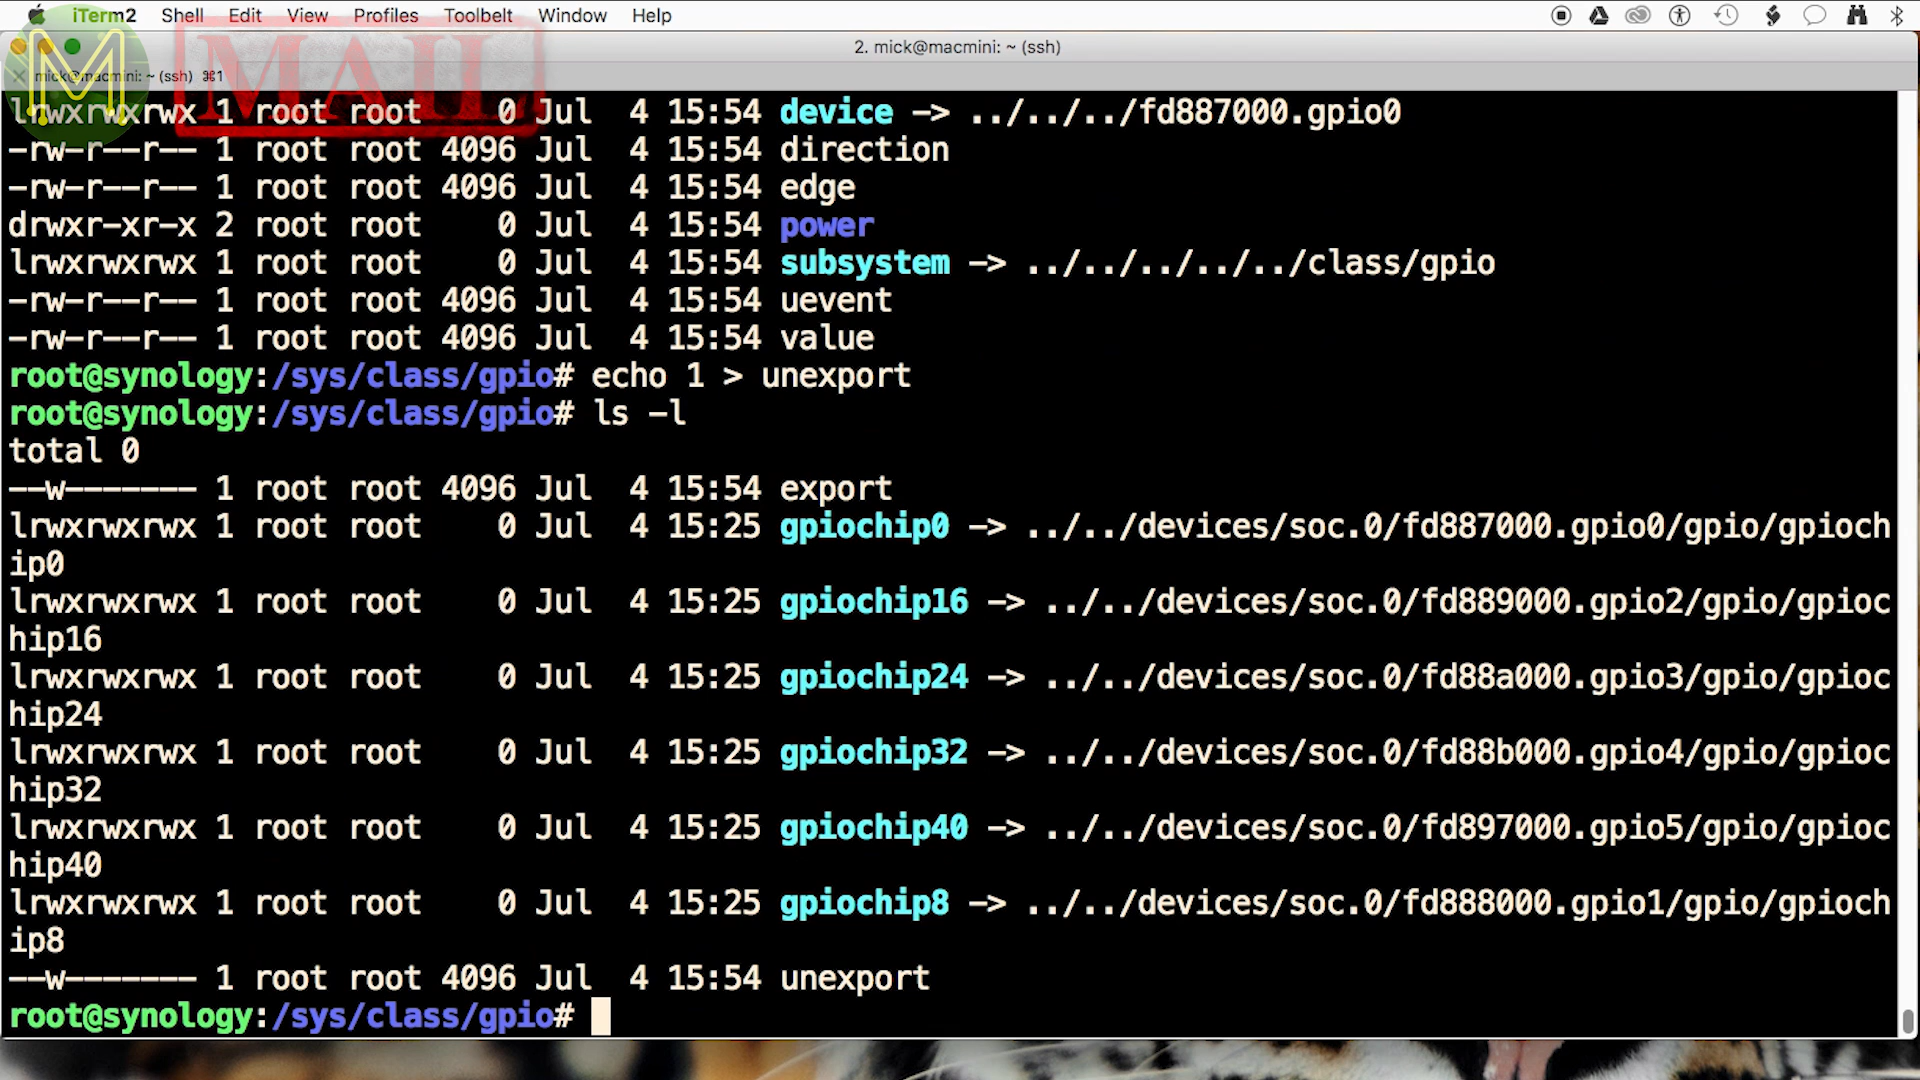 iTerm2 Shell Edit View Profiles Toolbelt Window Help
2. mick@macmini: ~ (ssh)
mick@macmini: ~ (ssh) ⌘1
M
MAIL
lrwxrwxrwx 1 root root    0 Jul  4 15:54 device -> ../../../fd887000.gpio0
-rw-r--r-- 1 root root 4096 Jul  4 15:54 direction
-rw-r--r-- 1 root root 4096 Jul  4 15:54 edge
drwxr-xr-x 2 root root    0 Jul  4 15:54 power
lrwxrwxrwx 1 root root    0 Jul  4 15:54 subsystem -> ../../../../../class/gpio
-rw-r--r-- 1 root root 4096 Jul  4 15:54 uevent
-rw-r--r-- 1 root root 4096 Jul  4 15:54 value
root@synology:/sys/class/gpio# echo 1 > unexport
root@synology:/sys/class/gpio# ls -l
total 0
--w------- 1 root root 4096 Jul  4 15:54 export
lrwxrwxrwx 1 root root    0 Jul  4 15:25 gpiochip0 -> ../../devices/soc.0/fd887000.gpio0/gpio/gpioch
ip0
lrwxrwxrwx 1 root root    0 Jul  4 15:25 gpiochip16 -> ../../devices/soc.0/fd889000.gpio2/gpio/gpioc
hip16
lrwxrwxrwx 1 root root    0 Jul  4 15:25 gpiochip24 -> ../../devices/soc.0/fd88a000.gpio3/gpio/gpioc
hip24
lrwxrwxrwx 1 root root    0 Jul  4 15:25 gpiochip32 -> ../../devices/soc.0/fd88b000.gpio4/gpio/gpioc
hip32
lrwxrwxrwx 1 root root    0 Jul  4 15:25 gpiochip40 -> ../../devices/soc.0/fd897000.gpio5/gpio/gpioc
hip40
lrwxrwxrwx 1 root root    0 Jul  4 15:25 gpiochip8 -> ../../devices/soc.0/fd888000.gpio1/gpio/gpioch
ip8
--w------- 1 root root 4096 Jul  4 15:54 unexport
root@synology:/sys/class/gpio#